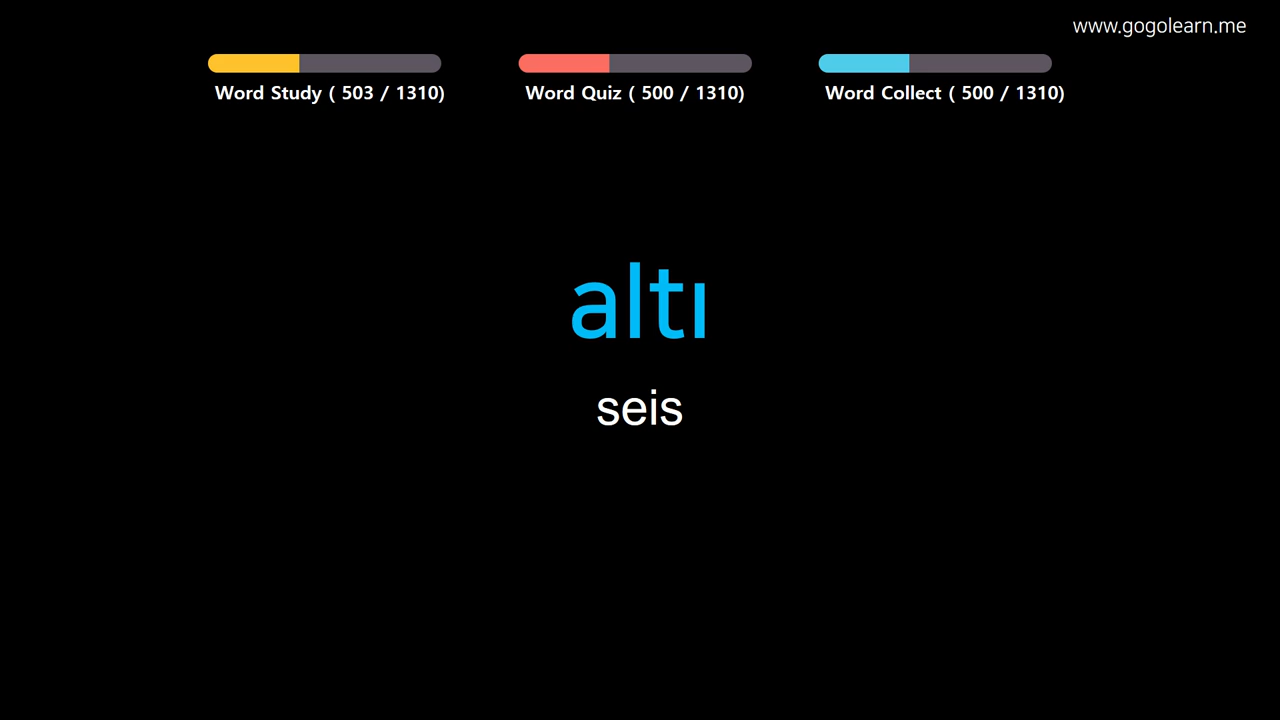 www.gogolearn.me
Word Study ( 503 / 1310)
Word Quiz ( 500 / 1310)
Word Collect ( 500 / 1310)
altı
seis